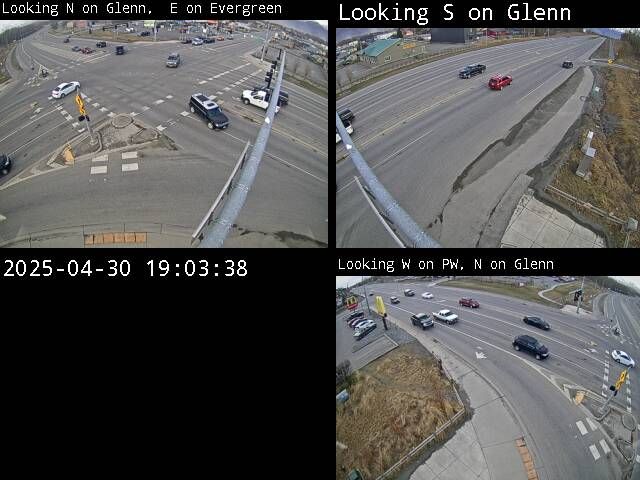 Looking N on Glenn, E on Evergreen
Looking S on Glenn
2025-04-30 19:03:38
Looking W on PW, N on Glenn